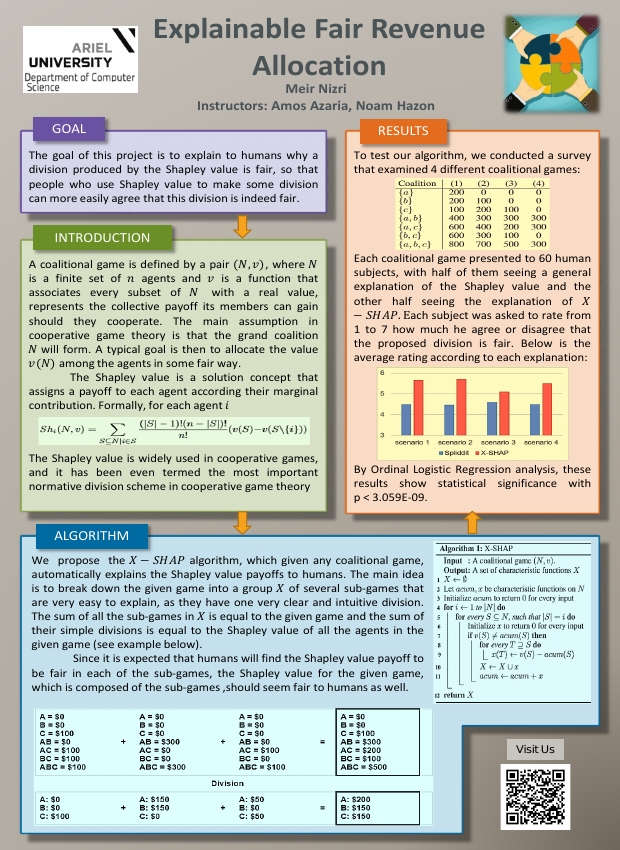 ARIEL
UNIVERSITY
Department of Computer
Science
Explainable Fair Revenue
Allocation
Meir Nizri
Instructors: Amos Azaria, Noam Hazon
GOAL
The goal of this project is to explain to humans why a
division produced by the Shapley value is fair, so that
people who use Shapley value to make some division
can more easily agree that this division is indeed fair.
INTRODUCTION
A coalitional game is defined by a pair (N, v), where N
is a finite set of n agents and v is a function that
associates every subset of N with a real value,
represents the collective payoff its members can gain
should they cooperate. The main assumption in
cooperative game theory is that the grand coalition
N will form. A typical goal is then to allocate the value
v(N) among the agents in some fair way.
The Shapley value is a solution concept that
assigns a payoff to each agent according their marginal
contribution. Formally, for each agent i
Sh_i(N, v) = ∑_{S⊆N|i∈S} (|S| − 1)!(n − |S|)!/n! (v(S)−v(S\{i}))
The Shapley value is widely used in cooperative games,
and it has been even termed the most important
normative division scheme in cooperative game theory
RESULTS
To test our algorithm, we conducted a survey
that examined 4 different coalitional games:
Coalition (1) (2) (3) (4)
{a} 200 0 0 0
{b} 200 100 0 0
{c} 100 200 100 0
{a, b} 400 300 300 300
{a, c} 600 400 200 300
{b, c} 600 300 100 0
{a, b, c} 800 700 500 300
Each coalitional game presented to 60 human
subjects, with half of them seeing a general
explanation of the Shapley value and the
other half seeing the explanation of X
− SHAP. Each subject was asked to rate from
1 to 7 how much he agree or disagree that
the proposed division is fair. Below is the
average rating according to each explanation:
6
5
4
3
scenario 1 scenario 2 scenario 3 scenario 4
Spliddit X-SHAP
By Ordinal Logistic Regression analysis, these
results show statistical significance with
p < 3.059E-09.
ALGORITHM
We propose the X − SHAP algorithm, which given any coalitional game,
automatically explains the Shapley value payoffs to humans. The main idea
is to break down the given game into a group X of several sub-games that
are very easy to explain, as they have one very clear and intuitive division.
The sum of all the sub-games in X is equal to the given game and the sum of
their simple divisions is equal to the Shapley value of all the agents in the
given game (see example below).
Since it is expected that humans will find the Shapley value payoff to
be fair in each of the sub-games, the Shapley value for the given game,
which is composed of the sub-games ,should seem fair to humans as well.
Algorithm 1: X-SHAP
Input : A coalitional game (N, v).
Output: A set of characteristic functions X
1 X ← ∅
2 Let acum, x be characteristic functions on N
3 Initialize acum to return 0 for every input
4 for i ← 1 to |N| do
5 for every S ⊆ N, such that |S| = i do
6 Initialize x to return 0 for every input
7 if v(S) ≠ acum(S) then
8 for every T ⊇ S do
9 x(T) ← v(S) − acum(S)
10 X ← X ∪ x
11 acum ← acum + x
12 return X
A = $0 A = $0 A = $0 A = $0
B = $0 B = $0 B = $0 B = $0
C = $100 C = $0 C = $0 C = $100
AB = $0 + AB = $300 + AB = $0 = AB = $300
AC = $100 AC = $0 AC = $100 AC = $200
BC = $100 BC = $0 BC = $0 BC = $100
ABC = $100 ABC = $300 ABC = $100 ABC = $500
Division
A: $0 A: $150 A: $50 A: $200
B: $0 + B: $150 + B: $0 = B: $150
C: $100 C: $0 C: $50 C: $150
Visit Us